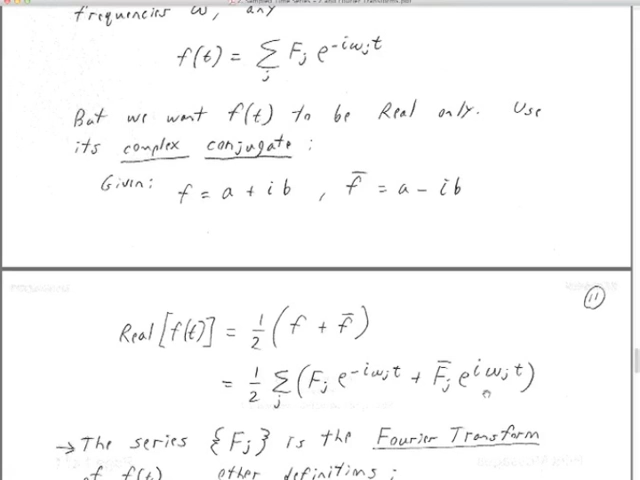 frequencies ω, any
f(t) = Σ_j F_j e^{-iω_j t}
But we want f(t) to be Real only. Use
its complex conjugate:
Given: f = a + ib , f̄ = a - ib
11
Real[f(t)] = 1/2 (f + f̄)
= 1/2 Σ_j (F_j e^{-iω_j t} + F̄_j e^{iω_j t})
→ The series {F_j} is the Fourier Transform
of f(t) other definitions: